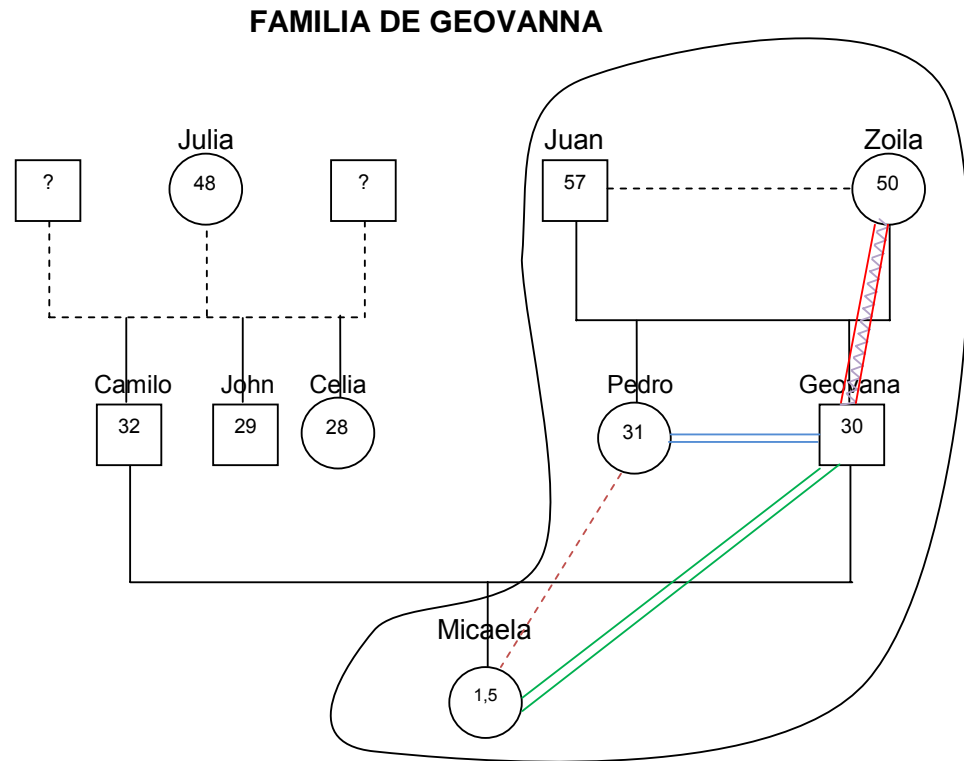 FAMILIA DE GEOVANNA
Julia
Juan
Zoila
?
48
?
57
50
Camilo
John
Celia
Pedro
Geovana
32
29
28
31
30
Micaela
1,5